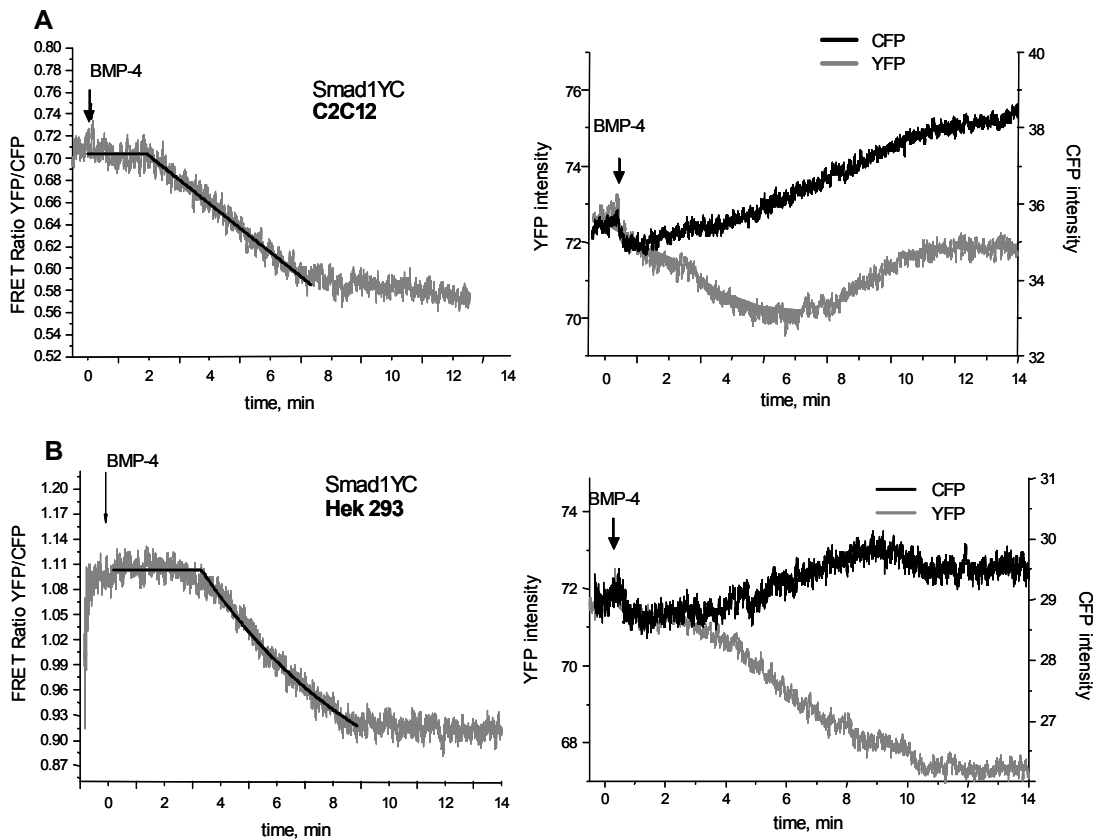 A
0.80
0.78
0.76
0.74
0.72
0.70
0.68
0.66
0.64
0.62
0.60
0.58
0.56
0.54
0.52
FRET Ratio YFP/CFP
BMP-4
Smad1YC
C2C12
0 2 4 6 8 10 12 14
time, min
CFP
YFP
76
74
72
70
YFP intensity
BMP-4
40
38
36
34
32
CFP intensity
0 2 4 6 8 10 12 14
time, min
B
1.20
1.17
1.14
1.11
1.08
1.05
1.02
0.99
0.96
0.93
0.90
0.87
FRET Ratio YFP/CFP
BMP-4
Smad1YC
Hek 293
0 2 4 6 8 10 12 14
time, min
CFP
YFP
74
72
70
68
YFP intensity
BMP-4
31
30
29
28
27
CFP intensity
0 2 4 6 8 10 12 14
time, min